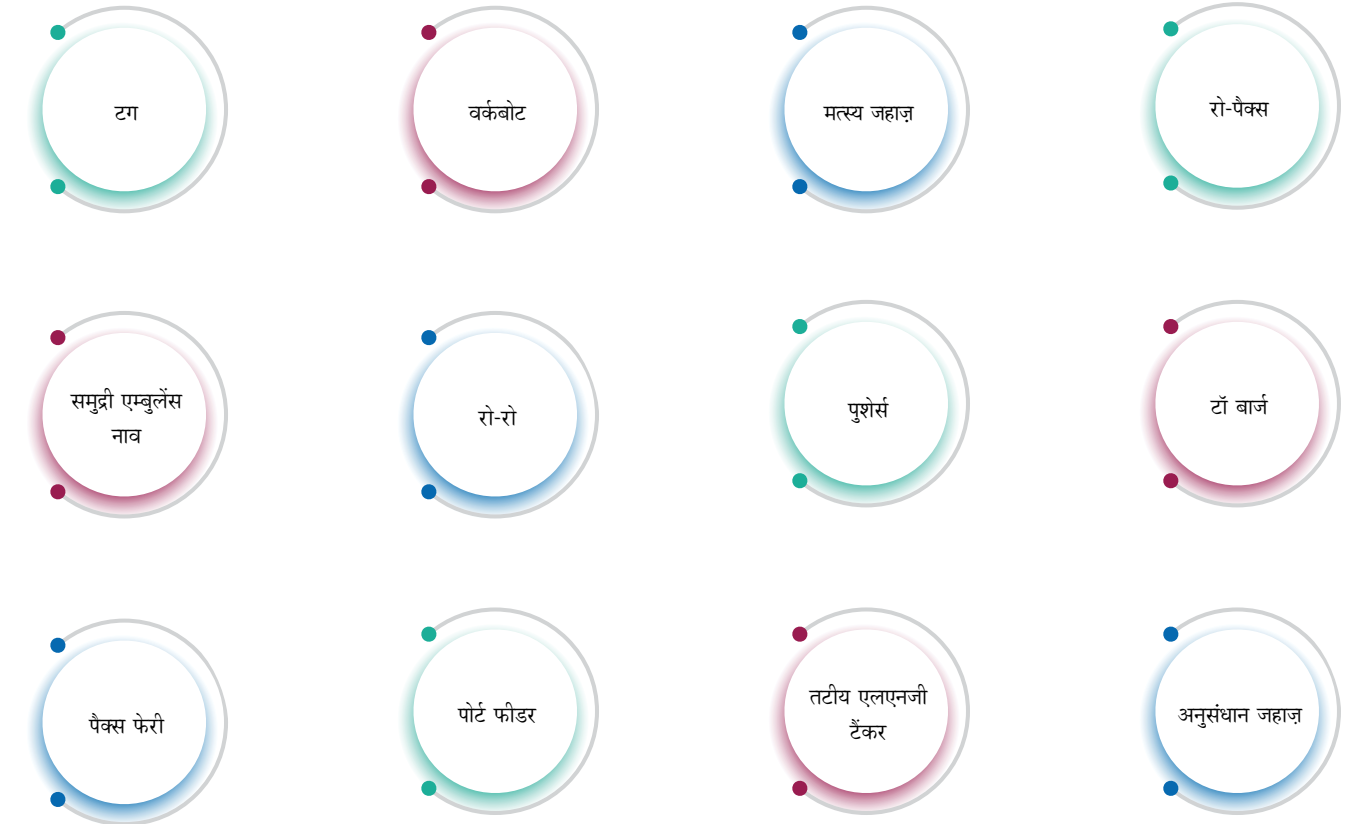 टग
वर्कबोट
मत्स्य जहाज़
रो-पैक्स
समुद्री एम्बुलेंस
नाव
रो-रो
पुशेर्स
टॉ बार्ज
पैक्स फेरी
पोर्ट फीडर
तटीय एलएनजी
टैंकर
अनुसंधान जहाज़